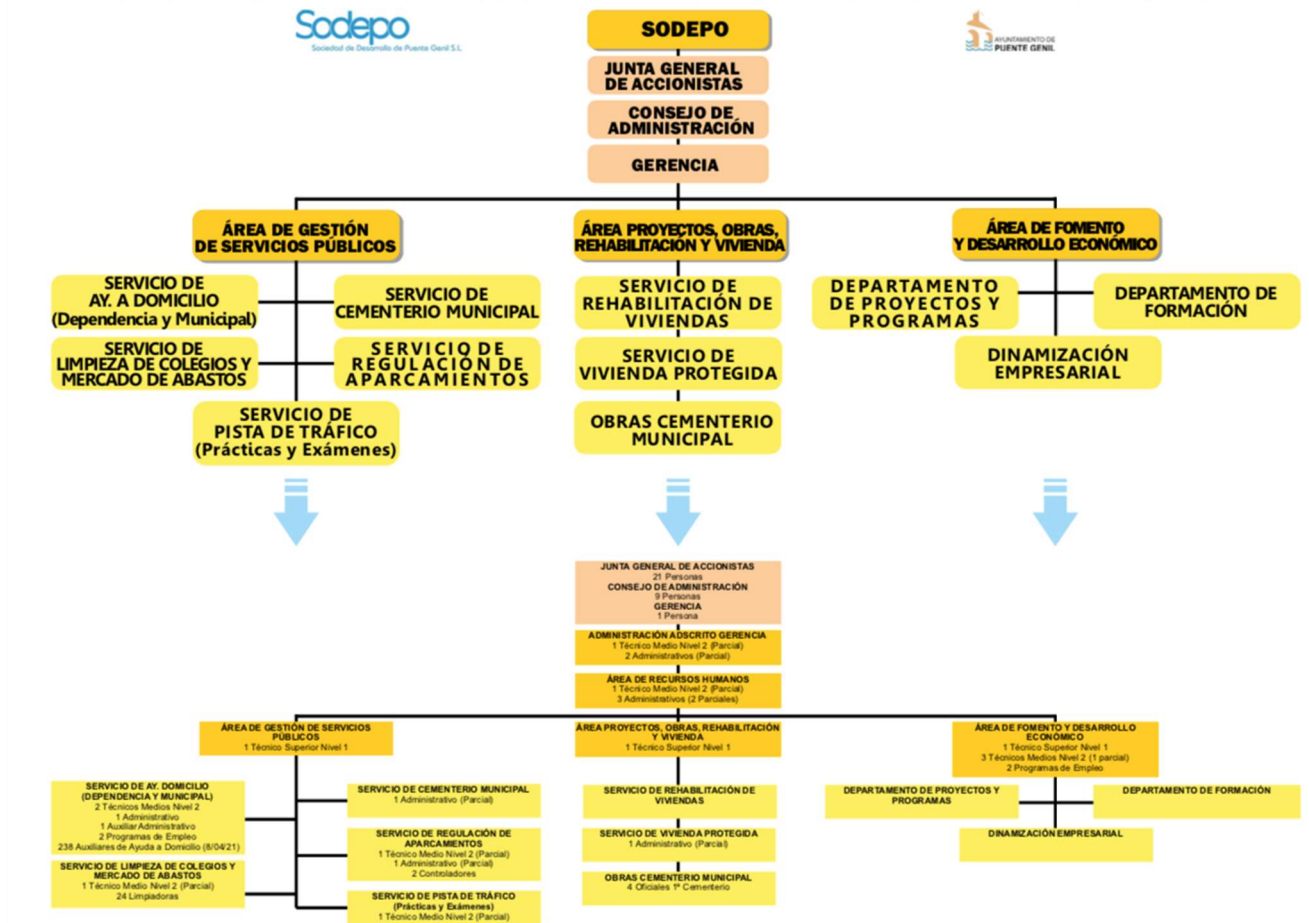 Sodepo
Sociedad de Desarrollo de Puente Genil S.L.
SODEPO
AYUNTAMIENTO DE
PUENTE GENIL
JUNTA GENERAL
DE ACCIONISTAS
CONSEJO DE
ADMINISTRACIÓN
GERENCIA
ÁREA DE GESTIÓN
DE SERVICIOS PÚBLICOS
ÁREA PROYECTOS, OBRAS,
REHABILITACIÓN Y VIVIENDA
ÁREA DE FOMENTO
Y DESARROLLO ECONÓMICO
SERVICIO DE
AY. A DOMICILIO
(Dependencia y Municipal)
SERVICIO DE
CEMENTERIO MUNICIPAL
SERVICIO DE
LIMPIEZA DE COLEGIOS Y
MERCADO DE ABASTOS
SERVICIO DE
REGULACIÓN DE
APARCAMIENTOS
SERVICIO DE
PISTA DE TRÁFICO
(Prácticas y Exámenes)
SERVICIO DE
REHABILITACIÓN DE
VIVIENDAS
SERVICIO DE
VIVIENDA PROTEGIDA
OBRAS CEMENTERIO
MUNICIPAL
DEPARTAMENTO
DE PROYECTOS Y
PROGRAMAS
DEPARTAMENTO DE
FORMACIÓN
DINAMIZACIÓN
EMPRESARIAL
JUNTA GENERAL DE ACCIONISTAS
21 Personas
CONSEJO DE ADMINISTRACIÓN
9 Personas
GERENCIA
1 Persona
ADMINISTRACIÓN ADSCRITO GERENCIA
1 Técnico Medio Nivel 2 (Parcial)
2 Administrativos (Parcial)
ÁREA DE RECURSOS HUMANOS
1 Técnico Medio Nivel 2 (Parcial)
3 Administrativos (2 Parciales)
ÁREA DE GESTIÓN DE SERVICIOS
PÚBLICOS
1 Técnico Superior Nivel 1
ÁREA PROYECTOS, OBRAS, REHABILITACIÓN
Y VIVIENDA
1 Técnico Superior Nivel 1
ÁREA DE FOMENTO Y DESARROLLO
ECONÓMICO
1 Técnico Superior Nivel 1
3 Técnicos Medios Nivel 2 (1 parcial)
2 Programas de Empleo
SERVICIO DE AY. DOMICILIO
(DEPENDENCIA Y MUNICIPAL)
2 Técnicos Medios Nivel 2
1 Administrativo
1 Auxiliar Administrativo
2 Programas de Empleo
238 Auxiliares de Ayuda a Domicilio (8/04/21)
SERVICIO DE LIMPIEZA DE COLEGIOS Y
MERCADO DE ABASTOS
1 Técnico Medio Nivel 2 (Parcial)
24 Limpiadoras
SERVICIO DE CEMENTERIO MUNICIPAL
1 Administrativo (Parcial)
SERVICIO DE REGULACIÓN DE
APARCAMIENTOS
1 Técnico Medio Nivel 2 (Parcial)
1 Administrativo (Parcial)
2 Controladores
SERVICIO DE PISTA DE TRÁFICO
(Prácticas y Exámenes)
1 Técnico Medio Nivel 2 (Parcial)
SERVICIO DE REHABILITACIÓN DE
VIVIENDAS
SERVICIO DE VIVIENDA PROTEGIDA
1 Administrativo (Parcial)
OBRAS CEMENTERIO MUNICIPAL
4 Oficiales 1ª Cementerio
DEPARTAMENTO DE PROYECTOS Y
PROGRAMAS
DEPARTAMENTO DE FORMACIÓN
DINAMIZACIÓN EMPRESARIAL